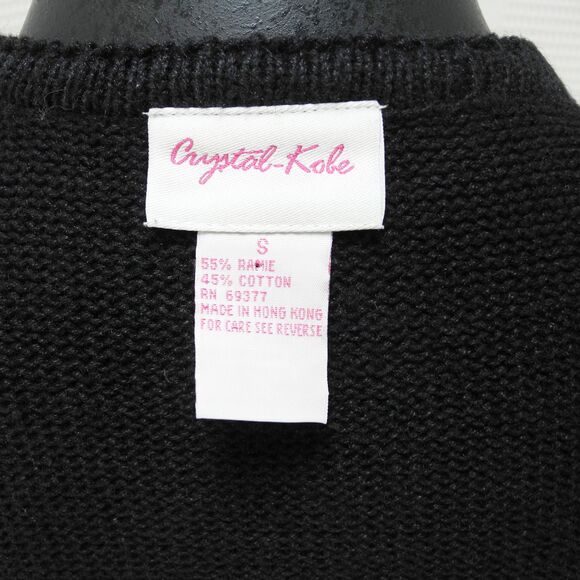 Crystal-Kobe
S
55% RAMIE
45% COTTON
RN 69377
MADE IN HONG KONG
FOR CARE SEE REVERSE